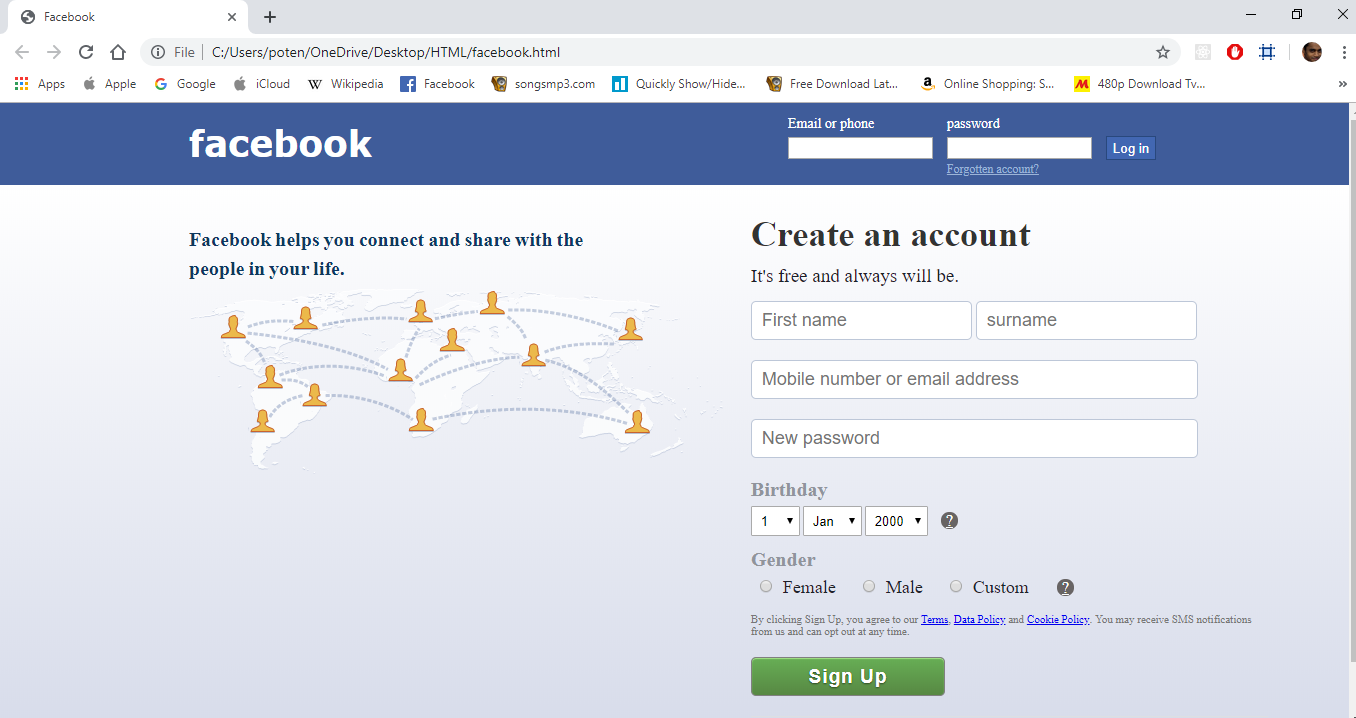 Facebook
File C:/Users/poten/OneDrive/Desktop/HTML/facebook.html
Apps Apple Google iCloud Wikipedia Facebook songsmp3.com Quickly Show/Hide... Free Download Lat... Online Shopping: S... 480p Download Tv... »
facebook
Email or phone password
Log in
Forgotten account?
Facebook helps you connect and share with the
people in your life.
Create an account
It's free and always will be.
First name surname
Mobile number or email address
New password
Birthday
1 Jan 2000 ?
Gender
Female Male Custom ?
By clicking Sign Up, you agree to our Terms, Data Policy and Cookie Policy. You may receive SMS notifications
from us and can opt out at any time.
Sign Up